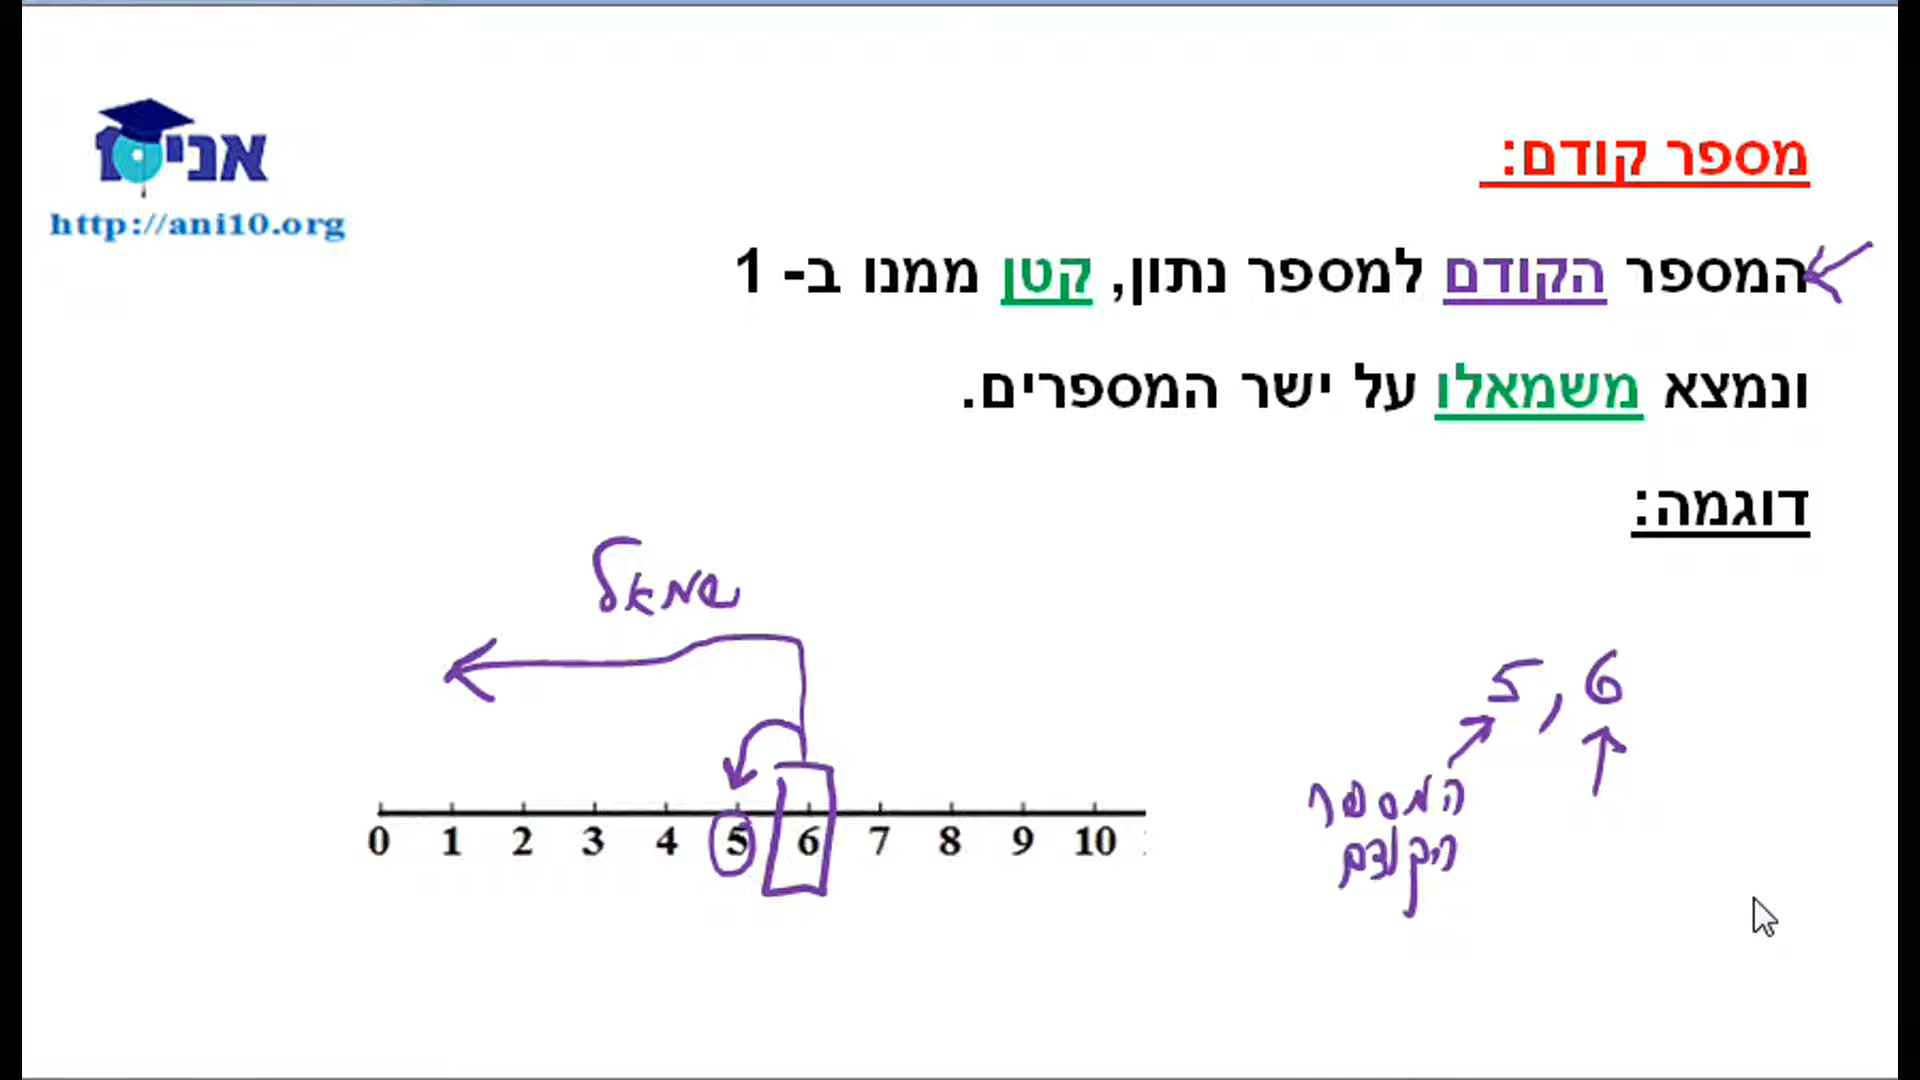 אני10
http://ani10.org
מספר קודם:
המספר הקודם למספר נתון, קטן ממנו ב- 1
ונמצא משמאלו על ישר המספרים.
דוגמה:
שמאל
5, 6
המספר
הקודם
0 1 2 3 4 5 6 7 8 9 10